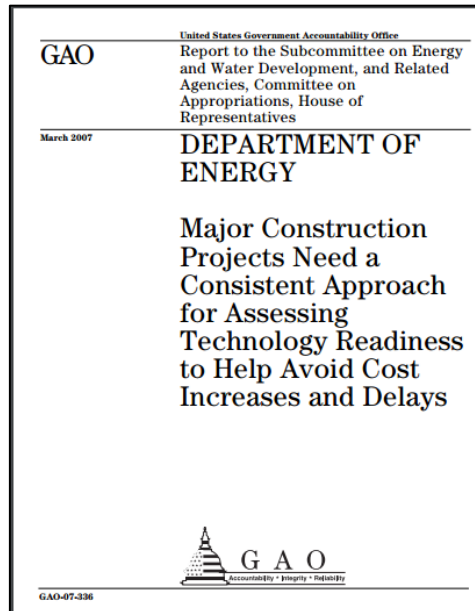 United States Government Accountability Office
GAO
Report to the Subcommittee on Energy
and Water Development, and Related
Agencies, Committee on
Appropriations, House of
Representatives
March 2007
DEPARTMENT OF
ENERGY
Major Construction
Projects Need a
Consistent Approach
for Assessing
Technology Readiness
to Help Avoid Cost
Increases and Delays
GAO
Accountability * Integrity * Reliability
GAO-07-336